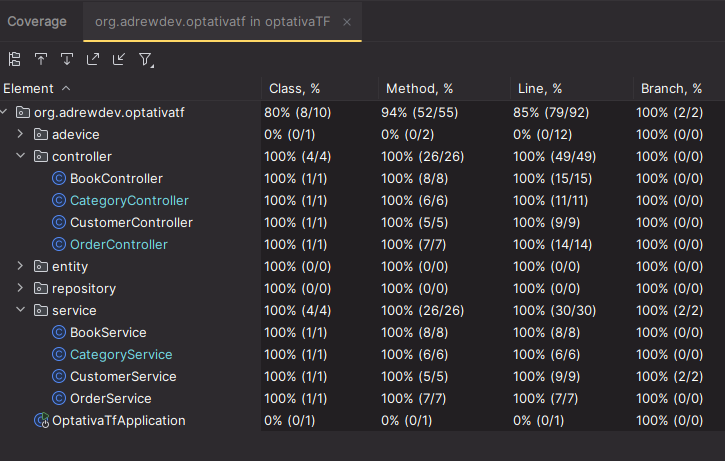 Coverage org.adrewdev.optativatf in optativaTF
Element Class, % Method, % Line, % Branch, %
org.adrewdev.optativatf 80% (8/10) 94% (52/55) 85% (79/92) 100% (2/2)
adevice 0% (0/1) 0% (0/2) 0% (0/12) 100% (0/0)
controller 100% (4/4) 100% (26/26) 100% (49/49) 100% (0/0)
BookController 100% (1/1) 100% (8/8) 100% (15/15) 100% (0/0)
CategoryController 100% (1/1) 100% (6/6) 100% (11/11) 100% (0/0)
CustomerController 100% (1/1) 100% (5/5) 100% (9/9) 100% (0/0)
OrderController 100% (1/1) 100% (7/7) 100% (14/14) 100% (0/0)
entity 100% (0/0) 100% (0/0) 100% (0/0) 100% (0/0)
repository 100% (0/0) 100% (0/0) 100% (0/0) 100% (0/0)
service 100% (4/4) 100% (26/26) 100% (30/30) 100% (2/2)
BookService 100% (1/1) 100% (8/8) 100% (8/8) 100% (0/0)
CategoryService 100% (1/1) 100% (6/6) 100% (6/6) 100% (0/0)
CustomerService 100% (1/1) 100% (5/5) 100% (9/9) 100% (2/2)
OrderService 100% (1/1) 100% (7/7) 100% (7/7) 100% (0/0)
OptativaTfApplication 0% (0/1) 0% (0/1) 0% (0/1) 100% (0/0)